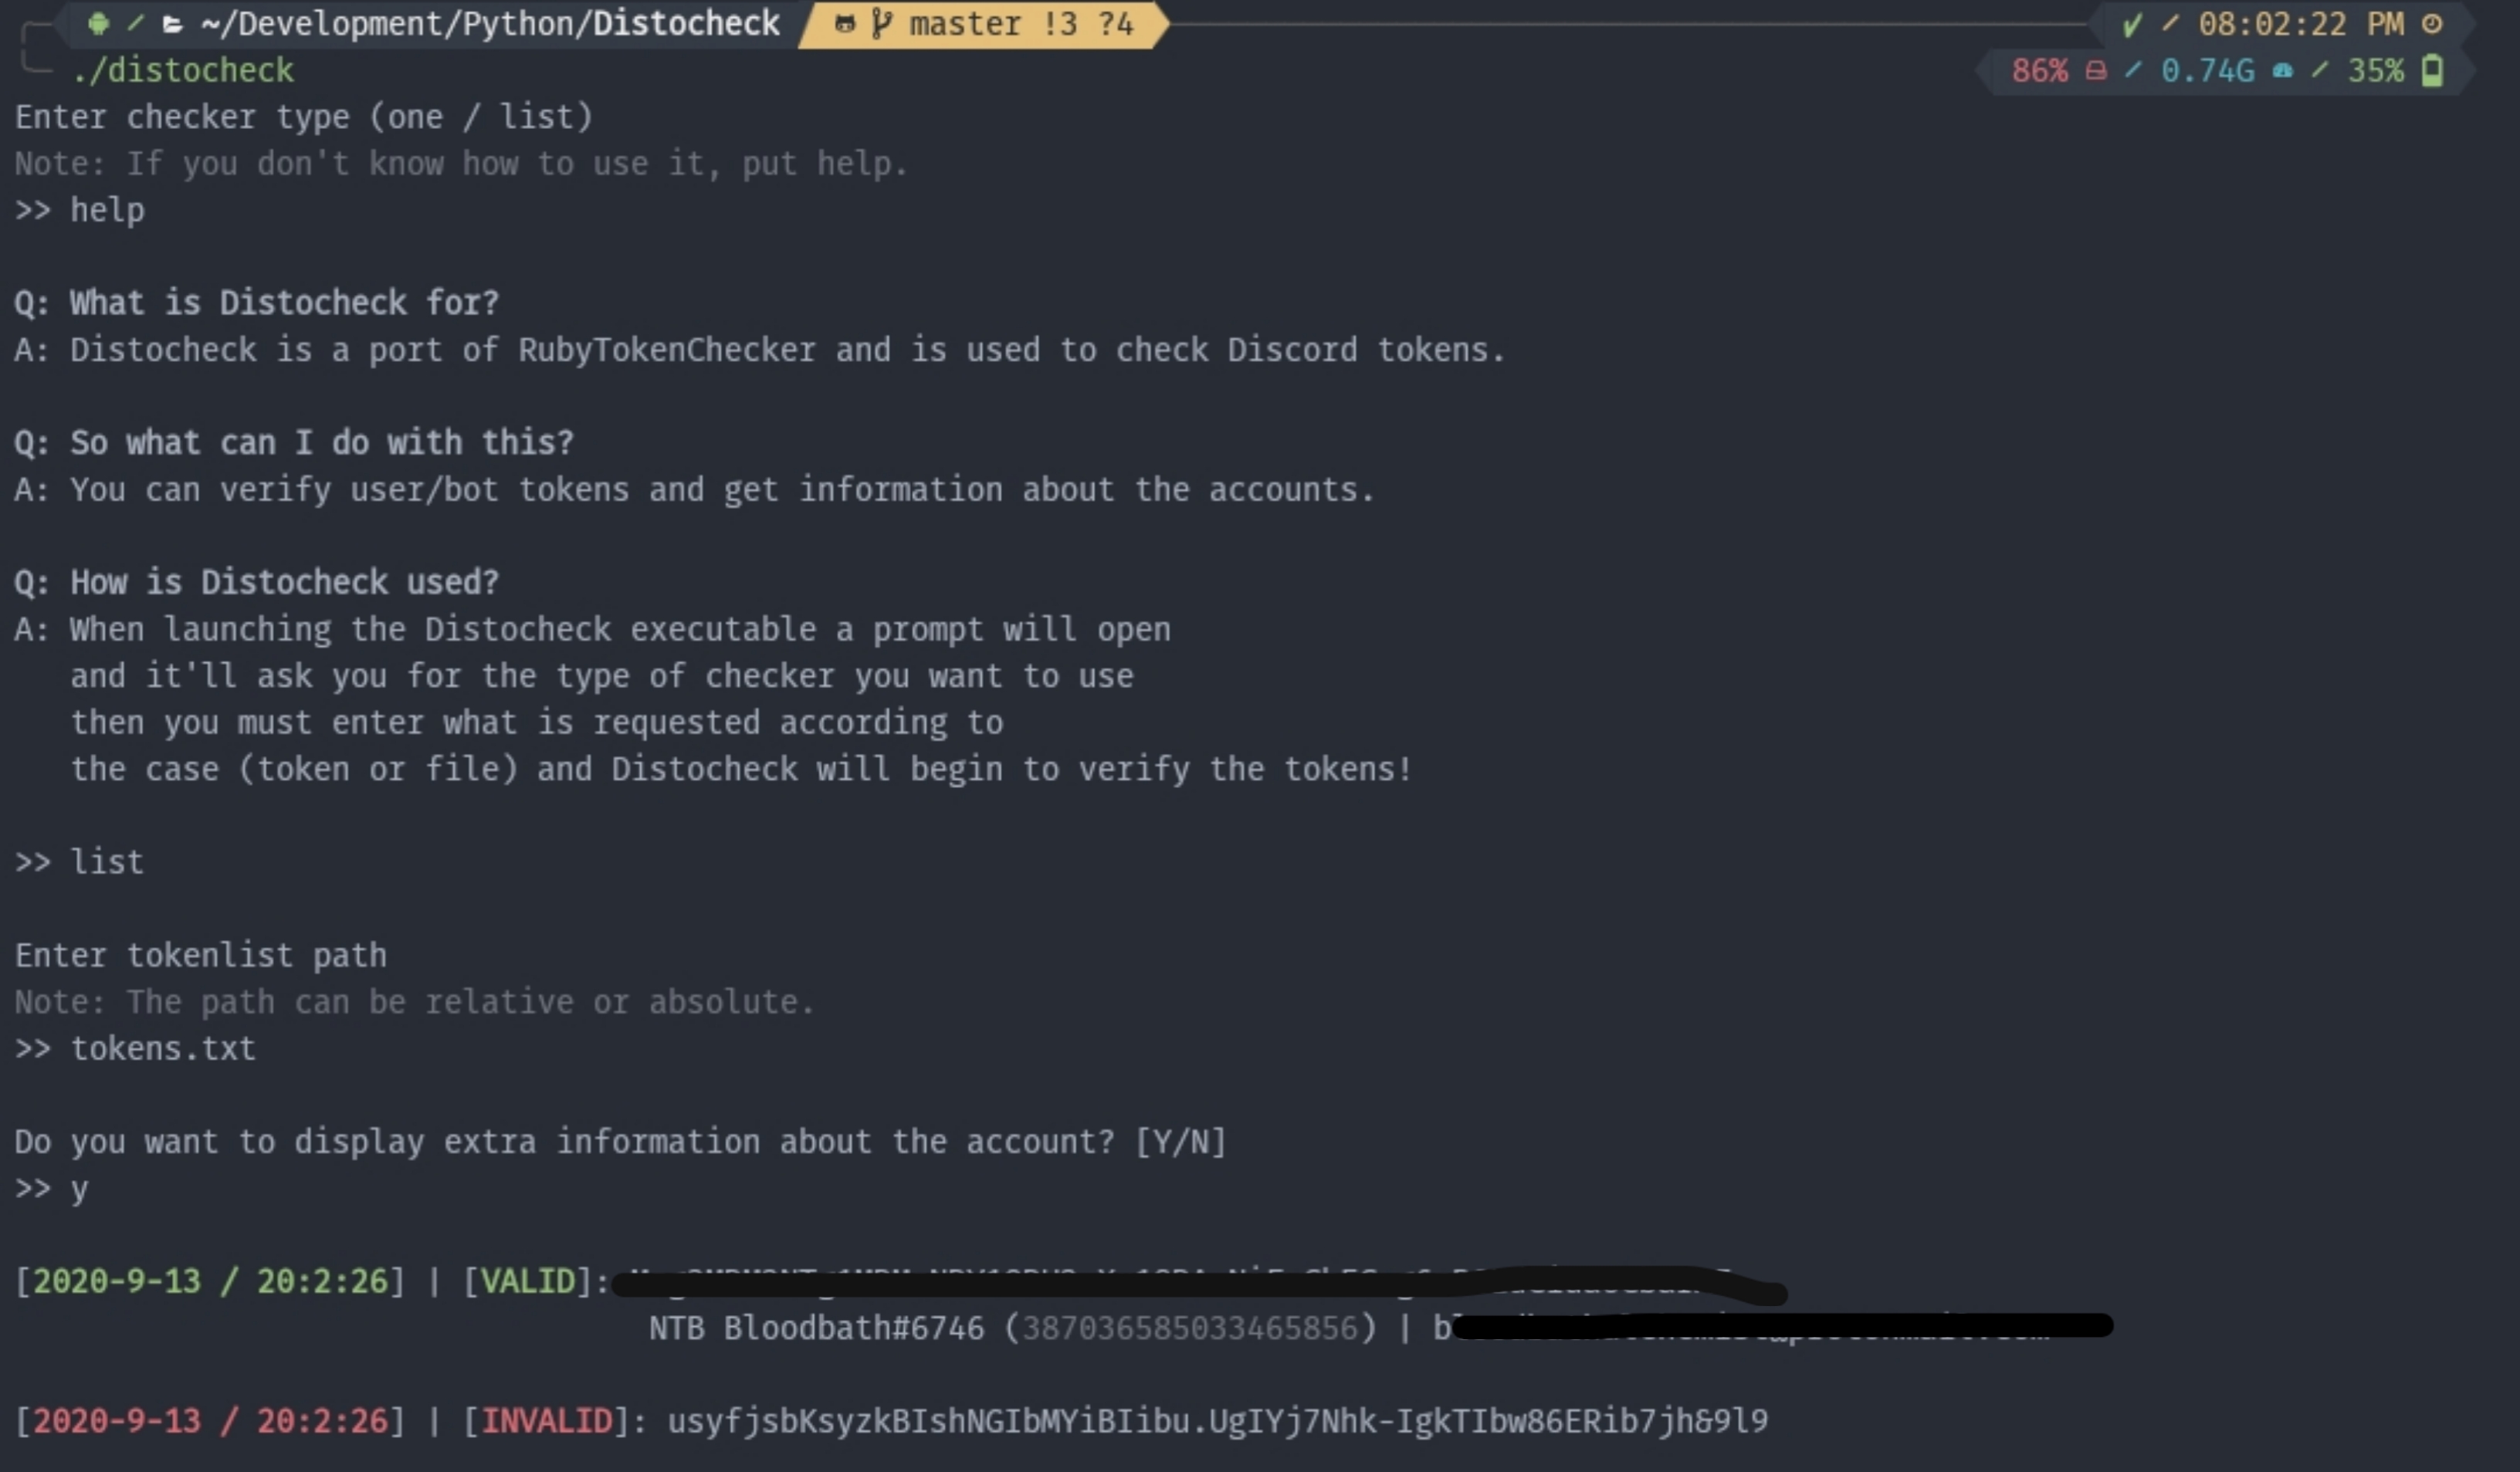 ~/Development/Python/Distocheck master !3 ?4 08:02:22 PM
./distocheck 86% 0.74G 35%
Enter checker type (one / list)
Note: If you don't know how to use it, put help.
>> help
Q: What is Distocheck for?
A: Distocheck is a port of RubyTokenChecker and is used to check Discord tokens.
Q: So what can I do with this?
A: You can verify user/bot tokens and get information about the accounts.
Q: How is Distocheck used?
A: When launching the Distocheck executable a prompt will open
and it'll ask you for the type of checker you want to use
then you must enter what is requested according to
the case (token or file) and Distocheck will begin to verify the tokens!
>> list
Enter tokenlist path
Note: The path can be relative or absolute.
>> tokens.txt
Do you want to display extra information about the account? [Y/N]
>> y
[2020-9-13 / 20:2:26] | [VALID]:
NTB Bloodbath#6746 (387036585033465856) |
[2020-9-13 / 20:2:26] | [INVALID]: usyfjsbKsyzkBIshNGIbMYiBIibu.UgIYj7Nhk-IgkTIbw86ERib7jh&9l9